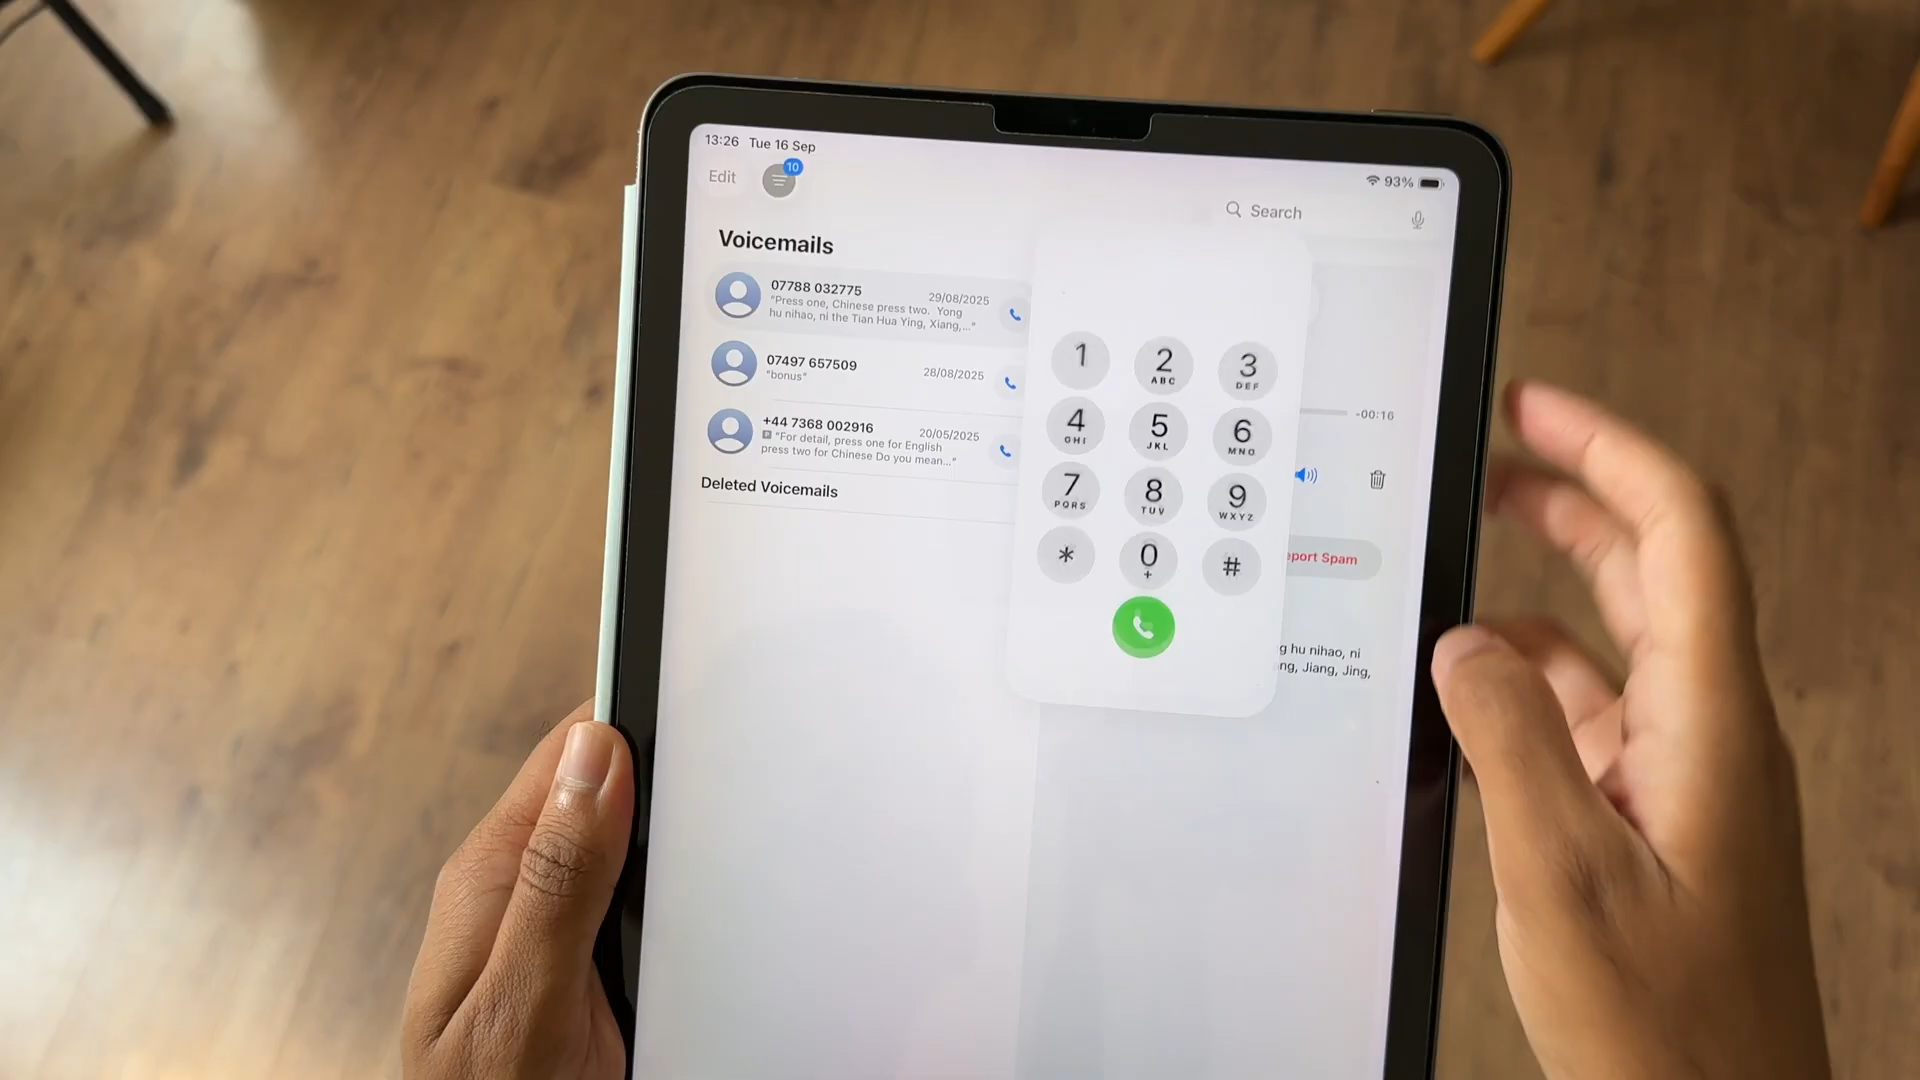 13:26 Tue 16 Sep
93%
Edit
10
Search
Voicemails
07788 032775
29/08/2025
"Press one, Chinese press two. Yong
hu nihao, ni the Tian Hua Ying, Xiang,..."
07497 657509
28/08/2025
"bonus"
+44 7368 002916
20/05/2025
"For detail, press one for English
press two for Chinese Do you mean..."
Deleted Voicemails
1
2
ABC
3
DEF
4
GHI
5
JKL
6
MNO
7
PQRS
8
TUV
9
WXYZ
*
0
+
#
-00:16
port Spam
g hu nihao, ni
ng, Jiang, Jing,